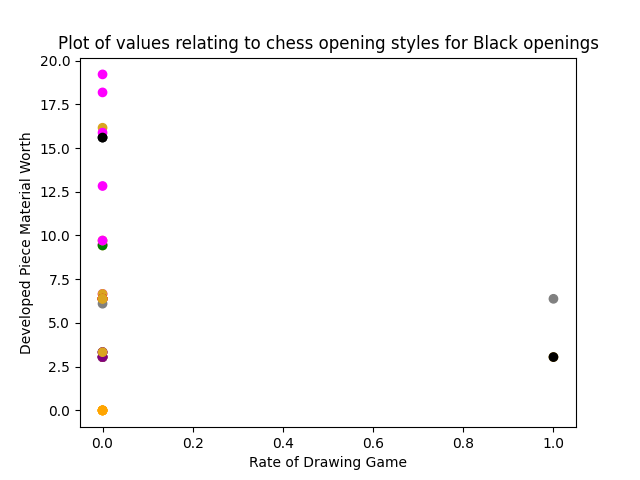 Plot of values relating to chess opening styles for Black openings
Developed Piece Material Worth
20.0
17.5
15.0
12.5
10.0
7.5
5.0
2.5
0.0
0.0 0.2 0.4 0.6 0.8 1.0
Rate of Drawing Game